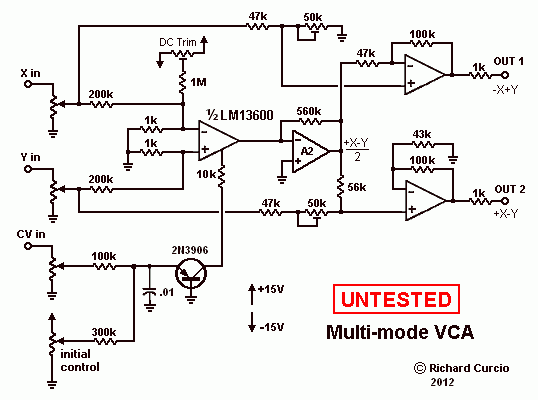 47k
50k
DC Trim
47k
100k
OUT 1
1k
-X+Y
X in
1M
200k
½ LM13600
560k
1k
1k
A2
+X-Y
2
43k
100k
Y in
10k
200k
56k
OUT 2
1k
+X-Y
47k
50k
CV in
2N3906
100k
.01
+15V
-15V
300k
initial
control
UNTESTED
Multi-mode VCA
© Richard Curcio
2012